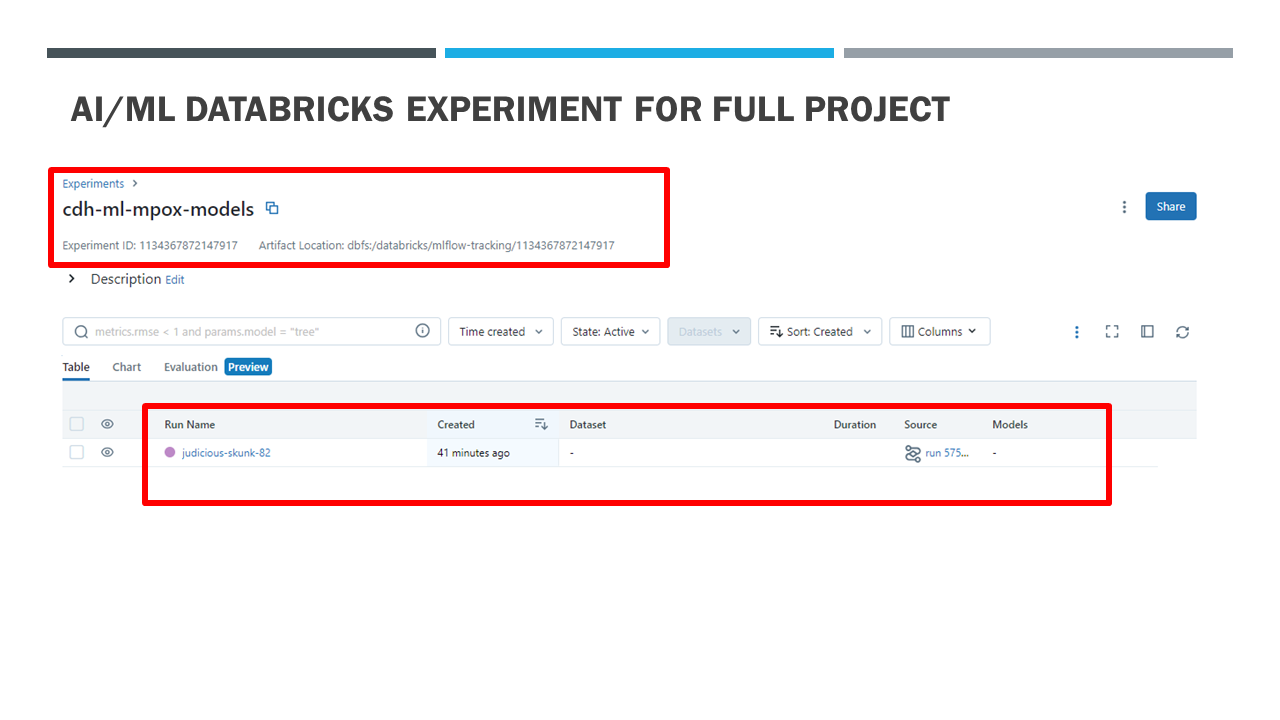 AI/ML DATABRICKS EXPERIMENT FOR FULL PROJECT
Experiments >
cdh-ml-mpox-models
Share
Experiment ID: 1134367872147917 Artifact Location: dbfs:/databricks/mlflow-tracking/1134367872147917
Description Edit
metrics.rmse < 1 and params.model = "tree" Time created State: Active Datasets Sort: Created Columns
Table Chart Evaluation Preview
Run Name Created Dataset Duration Source Models
judicious-skunk-82 41 minutes ago - run 575... -